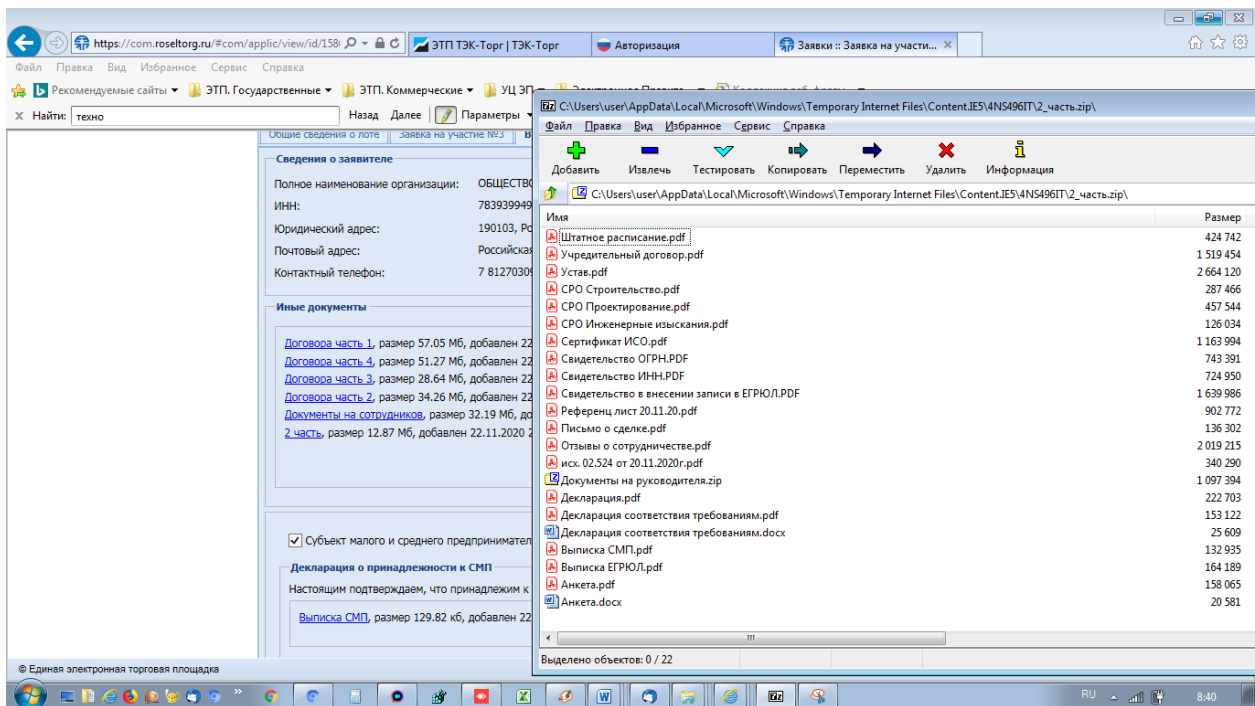 https://com.roseltorg.ru/#com/applic/view/id/158
ЭТП ТЭК-Торг | ТЭК-Торг
Авторизация
Заявки :: Заявка на участи...
Файл Правка Вид Избранное Сервис Справка
Рекомендуемые сайты
ЭТП. Государственные
ЭТП. Коммерческие
УЦ ЭП
X Найти: техно
Назад Далее
Параметры
Общие сведения о лоте
Заявка на участие №3
Сведения о заявителе
Полное наименование организации: ОБЩЕСТВО
ИНН: 783939949
Юридический адрес: 190103, Ро
Почтовый адрес: Российская
Контактный телефон: 7 81270309
Иные документы
Договора часть 1, размер 57.05 Мб, добавлен 22
Договора часть 4, размер 51.27 Мб, добавлен 22
Договора часть 3, размер 28.64 Мб, добавлен 22
Договора часть 2, размер 34.26 Мб, добавлен 22
Документы на сотрудников, размер 32.19 Мб, до
2 часть, размер 12.87 Мб, добавлен 22.11.2020 2
Субъект малого и среднего предпринимател
Декларация о принадлежности к СМП
Настоящим подтверждаем, что принадлежим к
Выписка СМП, размер 129.82 кб, добавлен 22
© Единая электронная торговая площадка
C:\Users\user\AppData\Local\Microsoft\Windows\Temporary Internet Files\Content.IE5\4NS496IT\2_часть.zip\
Файл Правка Вид Избранное Сервис Справка
Добавить Извлечь Тестировать Копировать Переместить Удалить Информация
C:\Users\user\AppData\Local\Microsoft\Windows\Temporary Internet Files\Content.IE5\4NS496IT\2_часть.zip\
Имя Размер
Штатное расписание.pdf 424 742
Учредительный договор.pdf 1 519 454
Устав.pdf 2 664 120
СРО Строительство.pdf 287 466
СРО Проектирование.pdf 457 544
СРО Инженерные изыскания.pdf 126 034
Сертификат ИСО.pdf 1 163 994
Свидетельство ОГРН.PDF 743 391
Свидетельство ИНН.PDF 724 950
Свидетельство в внесении записи в ЕГРЮЛ.PDF 1 639 986
Референц лист 20.11.20.pdf 902 772
Письмо о сделке.pdf 136 302
Отзывы о сотрудничестве.pdf 2 019 215
исх. 02.524 от 20.11.2020г.pdf 340 290
Документы на руководителя.zip 1 097 394
Декларация.pdf 222 703
Декларация соответствия требованиям.pdf 153 122
Декларация соответствия требованиям.docx 25 609
Выписка СМП.pdf 132 935
Выписка ЕГРЮЛ.pdf 164 189
Анкета.pdf 158 065
Анкета.docx 20 581
Выделено объектов: 0 / 22
RU
8:40